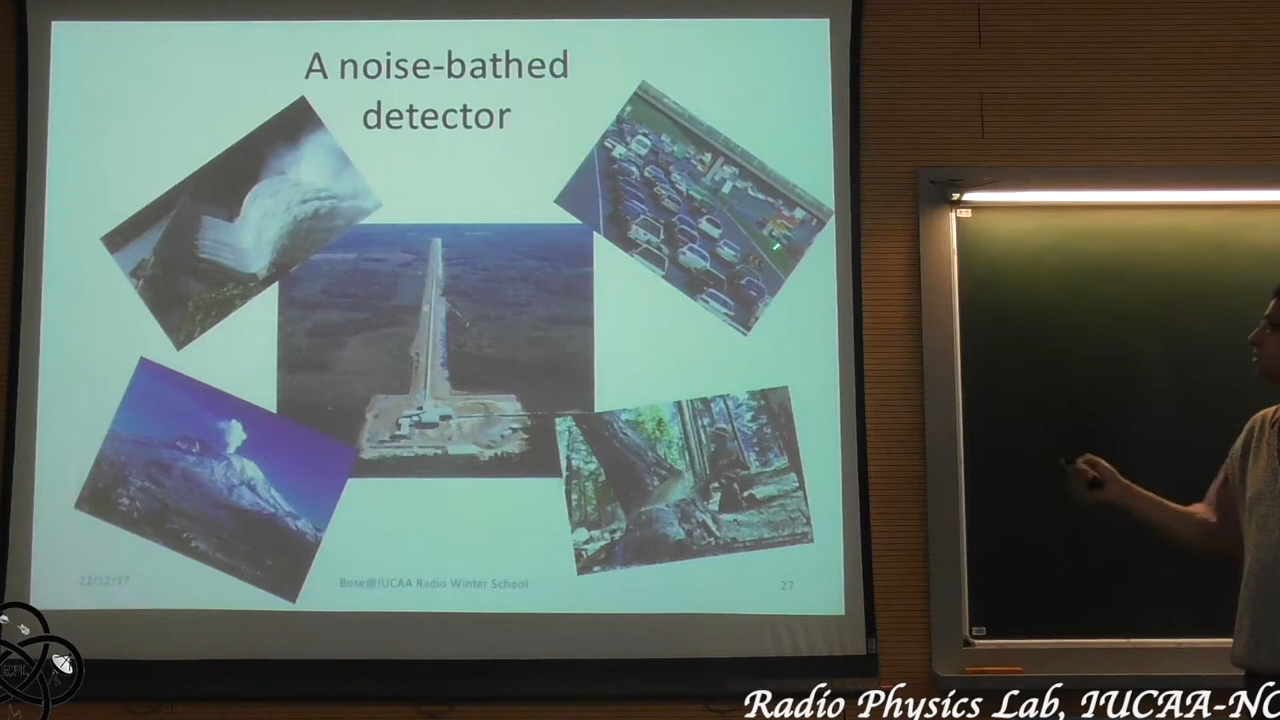 A noise-bathed
detector
22/12/17
Bose@IUCAA Radio Winter School
27
Radio Physics Lab, IUCAA-NC